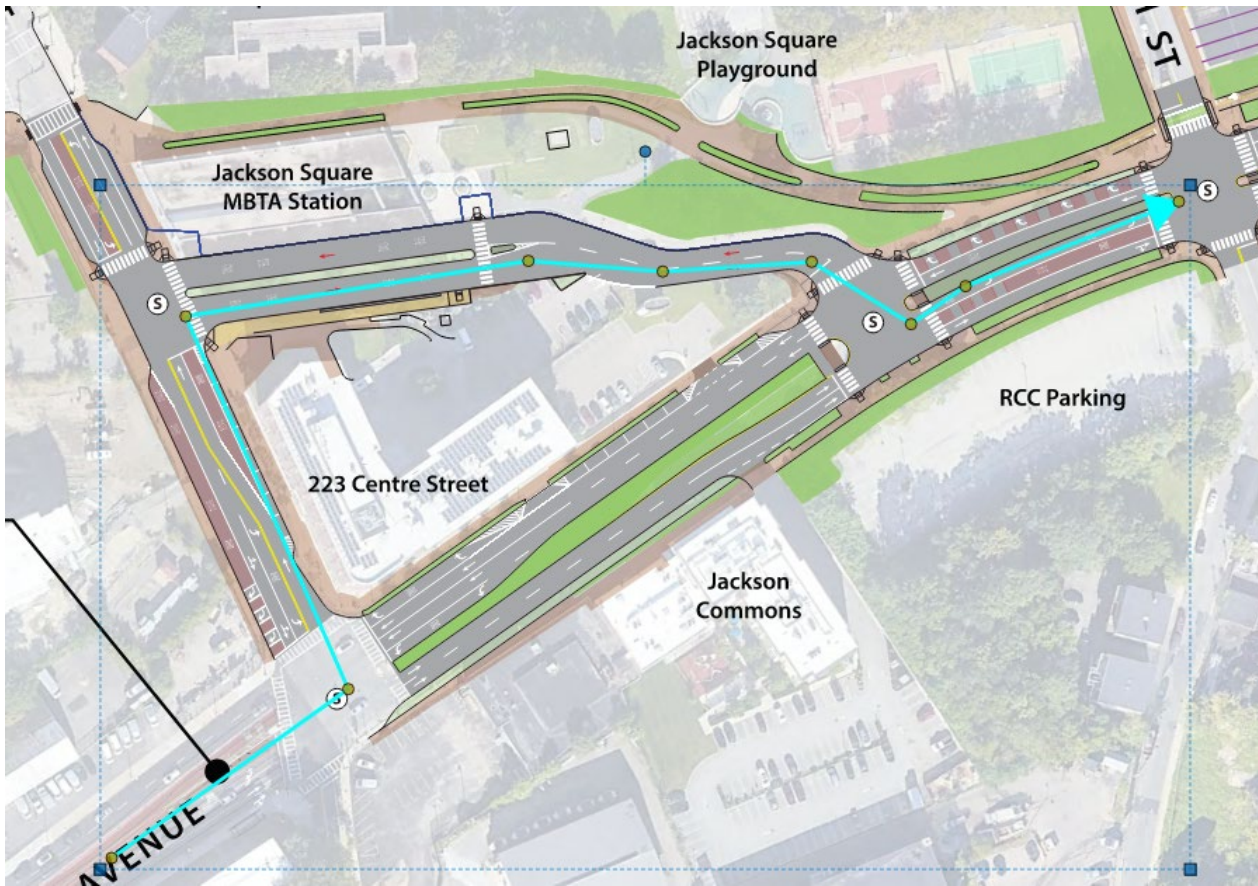 ST
Jackson Square
Playground
Jackson Square
MBTA Station
S
S
S
RCC Parking
223 Centre Street
Jackson
Commons
S
AVENUE